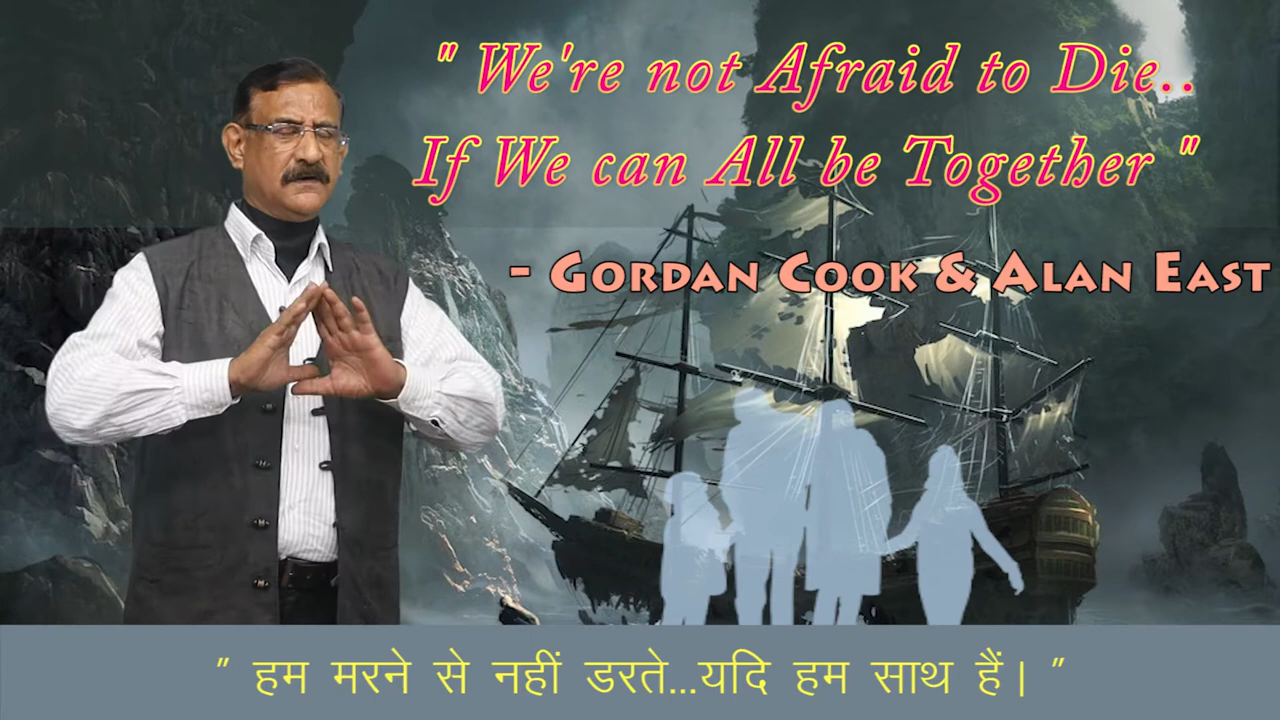 " We're not Afraid to Die..
If We can All be Together "
- Gordan Cook & Alan East
" हम मरने से नहीं डरते...यदि हम साथ हैं। "